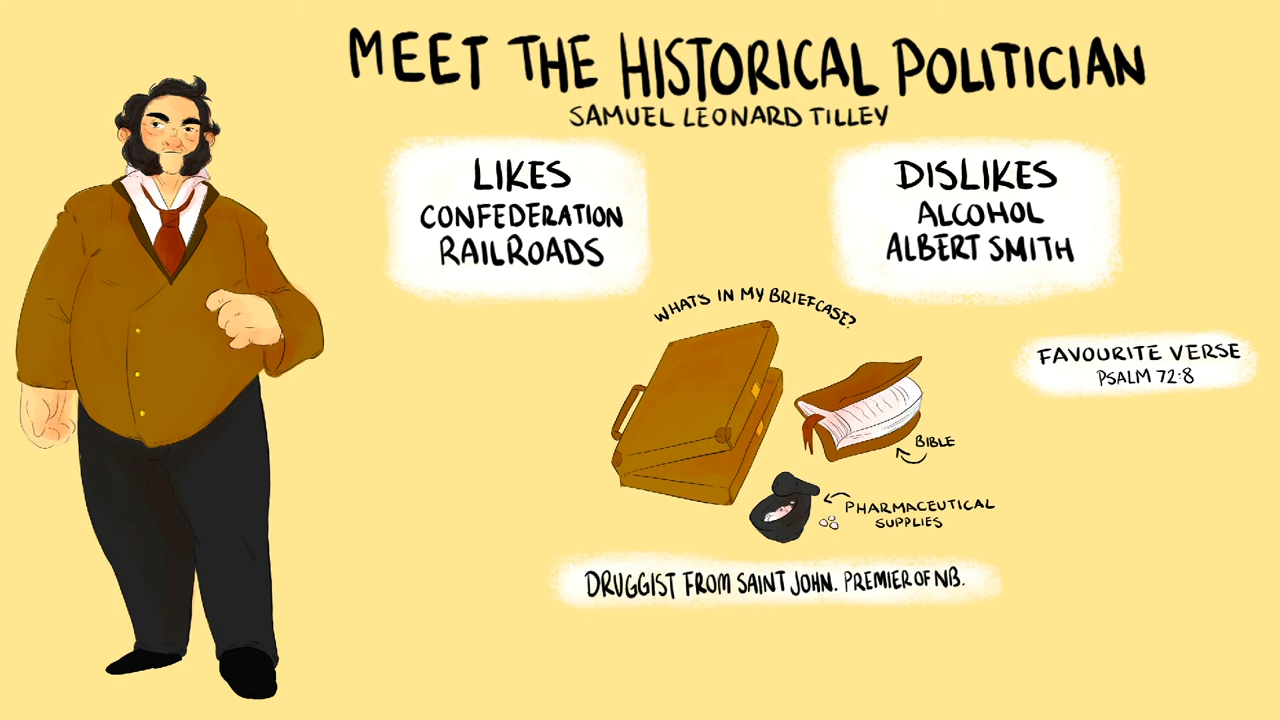 MEET THE HISTORICAL POLITICIAN
SAMUEL LEONARD TILLEY
LIKES
CONFEDERATION
RAILROADS
DISLIKES
ALCOHOL
ALBERT SMITH
WHAT'S IN MY BRIEFCASE?
FAVOURITE VERSE
PSALM 72:8
BIBLE
PHARMACEUTICAL
SUPPLIES
DRUGGIST FROM SAINT JOHN. PREMIER OF NB.